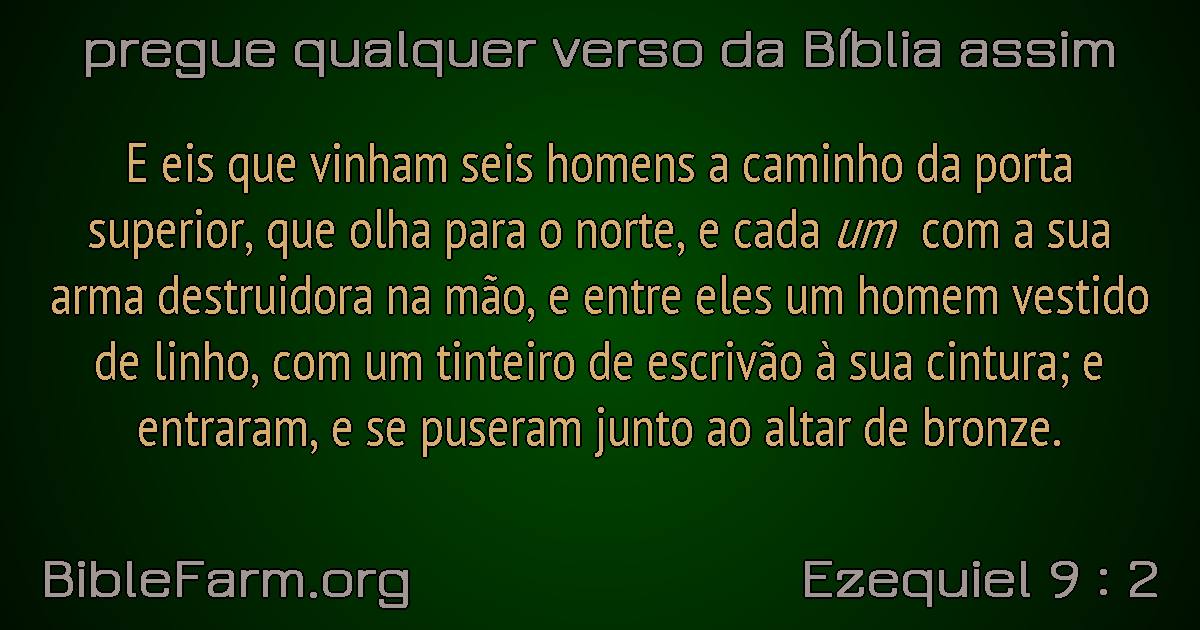 pregue qualquer verso da Bíblia assim
E eis que vinham seis homens a caminho da porta
superior, que olha para o norte, e cada um com a sua
arma destruidora na mão, e entre eles um homem vestido
de linho, com um tinteiro de escrivão à sua cintura; e
entraram, e se puseram junto ao altar de bronze.
BibleFarm.org
Ezequiel 9 : 2